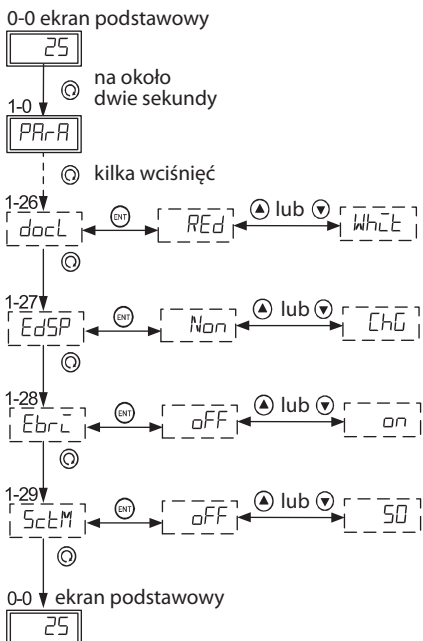 0-0 ekran podstawowy
25
na około
dwie sekundy
1-0
PArA
kilka wciśnięć
1-26
docL ENT REd lub WhiE
1-27
EdSP ENT Non lub ChG
1-28
Ebri ENT oFF lub on
1-29
SctM ENT oFF lub 50
0-0 ekran podstawowy
25